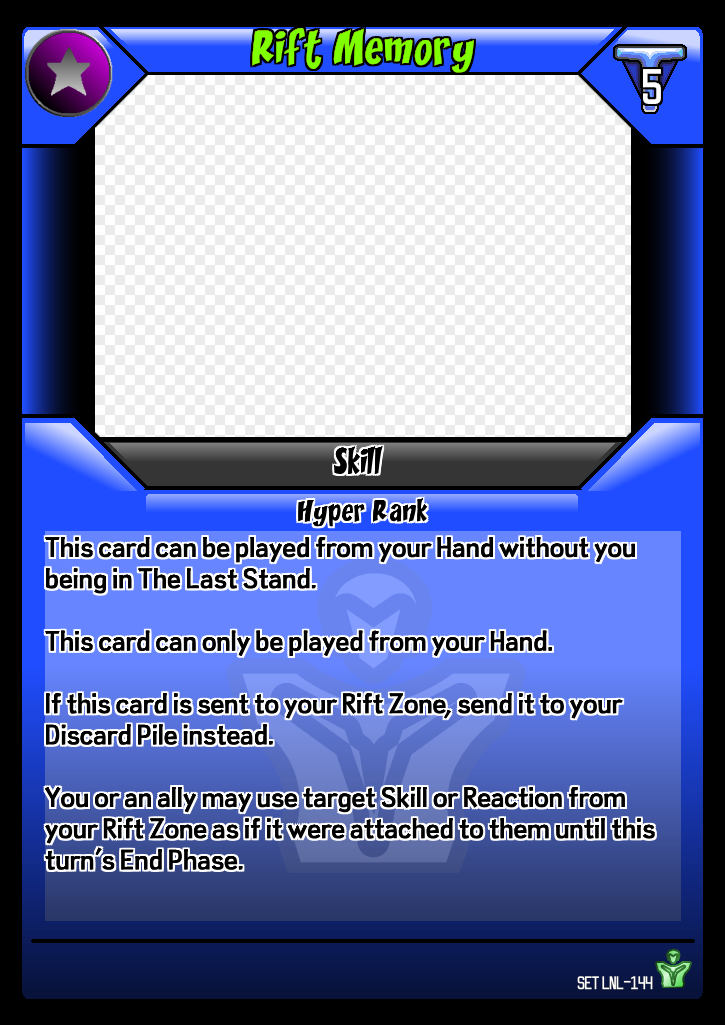 Rift Memory
5
Skill
Hyper Rank
This card can be played from your Hand without you
being in The Last Stand.
This card can only be played from your Hand.
If this card is sent to your Rift Zone, send it to your
Discard Pile instead.
You or an ally may use target Skill or Reaction from
your Rift Zone as if it were attached to them until this
turn's End Phase.
SET LNL-144